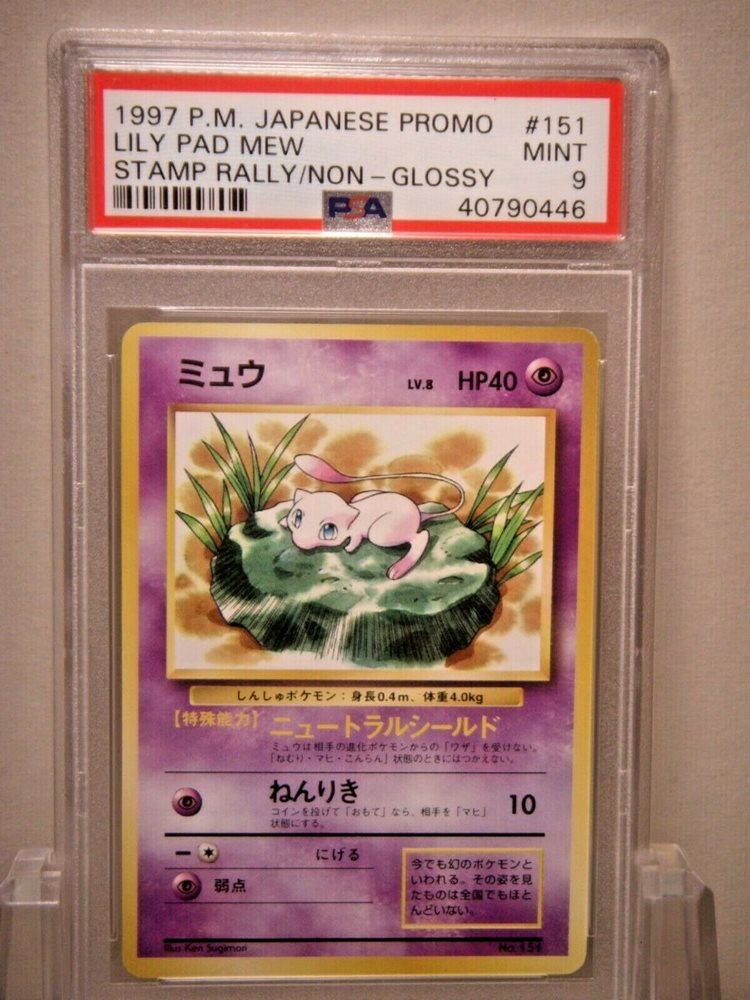 1997 P.M. JAPANESE PROMO #151
LILY PAD MEW MINT
STAMP RALLY/NON-GLOSSY 9
PSA 40790446
ミュウ LV.8 HP40
しんしゅポケモン：身長0.4m、体重4.0kg
【特殊能力】ニュートラルシールド
ミュウは相手の進化ポケモンからの「ワザ」を受けない。
「ねむり・マヒ・こんらん」状態のときにはつかえない。
ねんりき 10
コインを投げて「おもて」なら、相手を「マヒ」
状態にする。
にげる
弱点
今でも幻のポケモンと
いわれる。その姿を見
たものは全国でもほと
んどいない。
Illus. Ken Sugimori No. 151